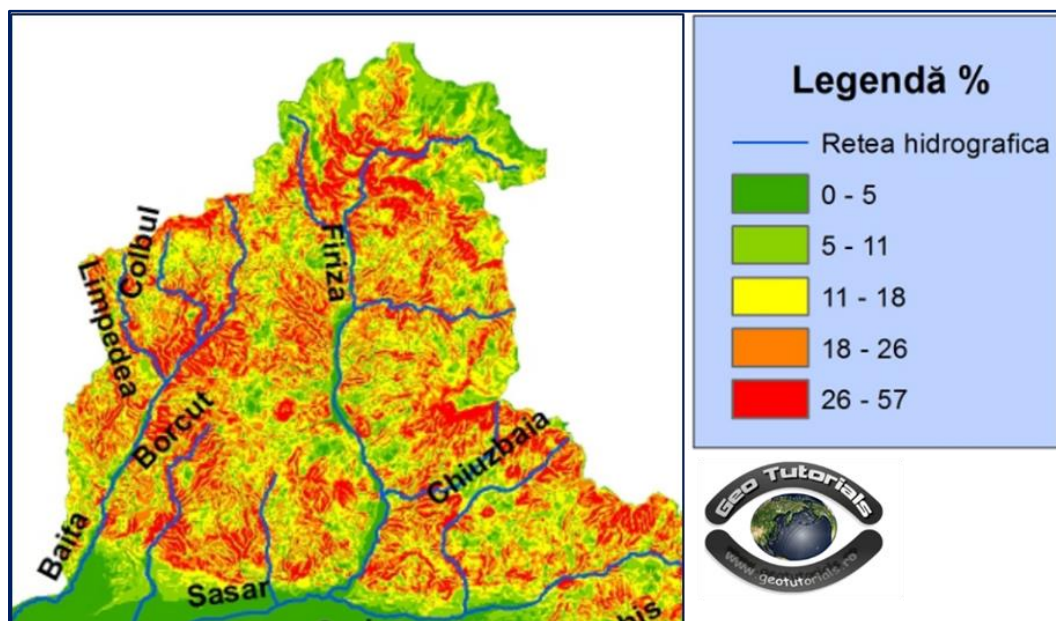 Colbul
Limpedea
Firiza
Borcut
Chiuzbaia
Baita
Sasar
his
Legendă %
Retea hidrografica
0 - 5
5 - 11
11 - 18
18 - 26
26 - 57
Geo Tutorials
www.geotutorials.ro